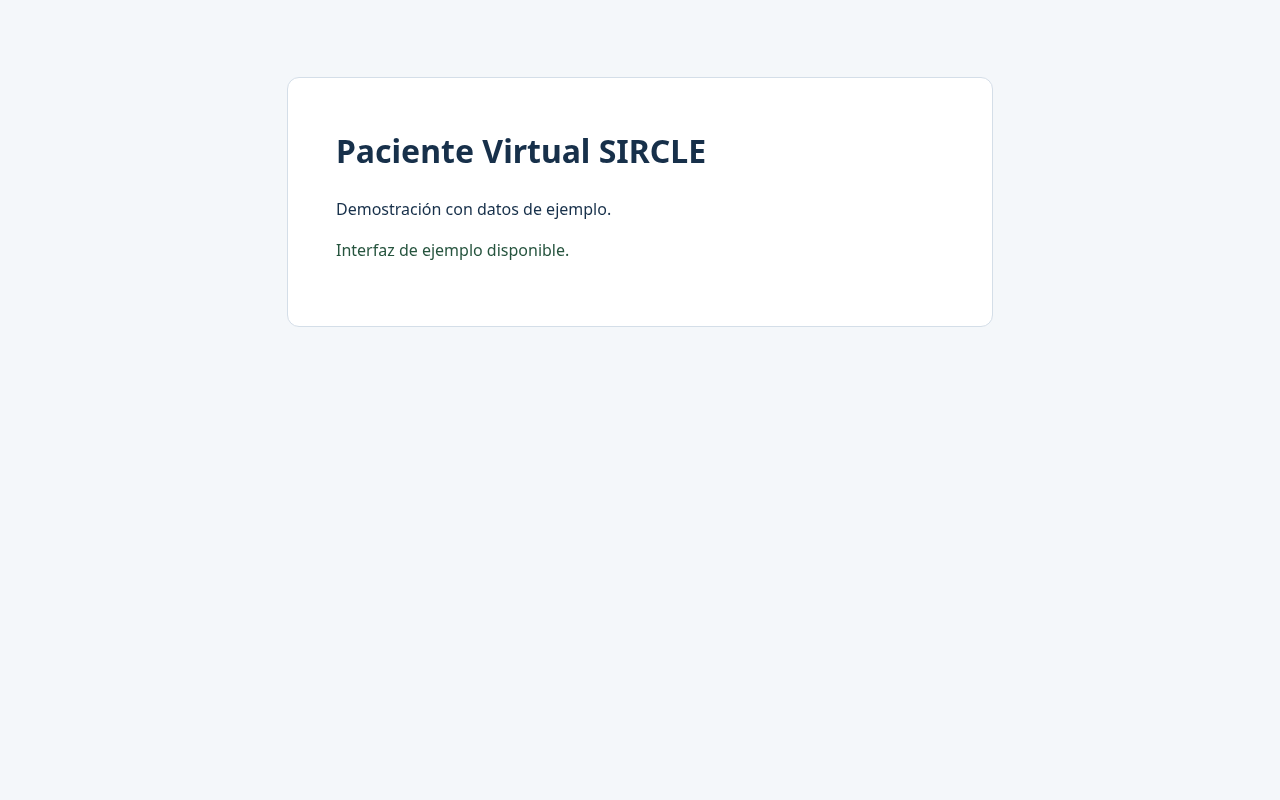 Paciente Virtual SIRCLE
Demostración con datos de ejemplo.
Interfaz de ejemplo disponible.